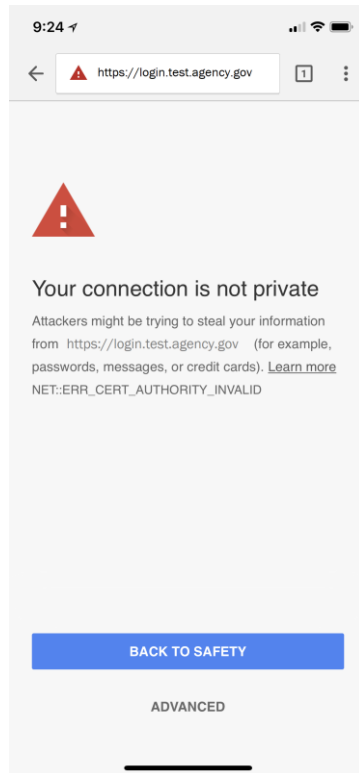 9:24
https://login.test.agency.gov
1
Your connection is not private
Attackers might be trying to steal your information
from https://login.test.agency.gov (for example,
passwords, messages, or credit cards). Learn more
NET::ERR_CERT_AUTHORITY_INVALID
BACK TO SAFETY
ADVANCED